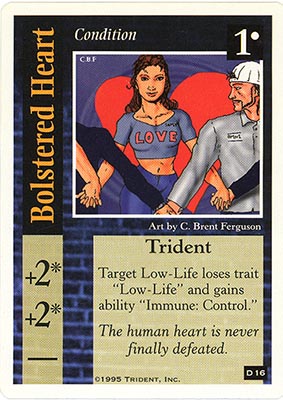 Bolstered Heart
Condition
1•
C.B.F
LOVE
Art by C. Brent Ferguson
Trident
Target Low-Life loses trait
“Low-Life” and gains
ability “Immune: Control.”
The human heart is never
finally defeated.
+2*
+2*
—
©1995 TRIDENT, INC.
D 16